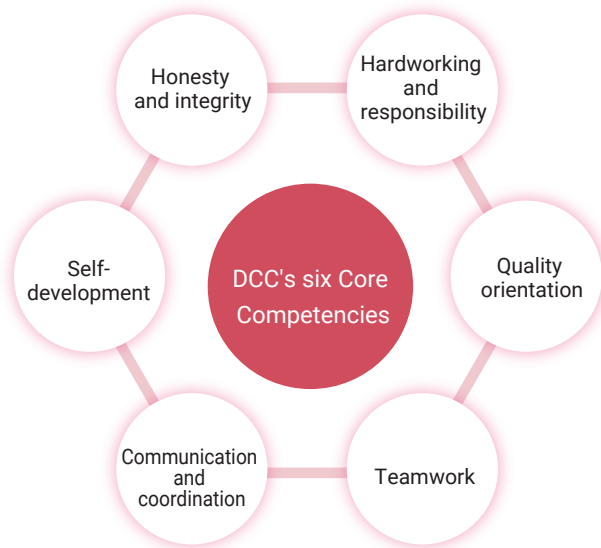 Honesty
and integrity
Hardworking
and
responsibility
Self-
development
DCC's six Core
Competencies
Quality
orientation
Communication
and
coordination
Teamwork